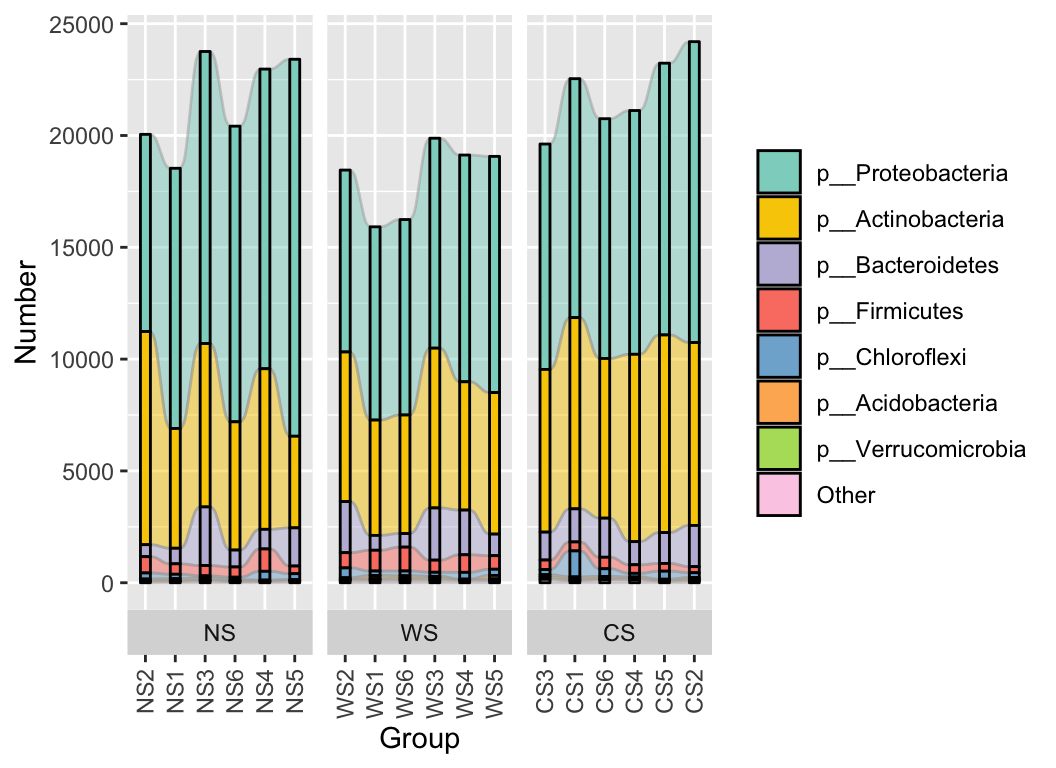 25000
20000
15000
10000
5000
0
Number
NS
WS
CS
NS2
NS1
NS3
NS6
NS4
NS5
WS2
WS1
WS6
WS3
WS4
WS5
CS3
CS1
CS6
CS4
CS5
CS2
Group
p__Proteobacteria
p__Actinobacteria
p__Bacteroidetes
p__Firmicutes
p__Chloroflexi
p__Acidobacteria
p__Verrucomicrobia
Other